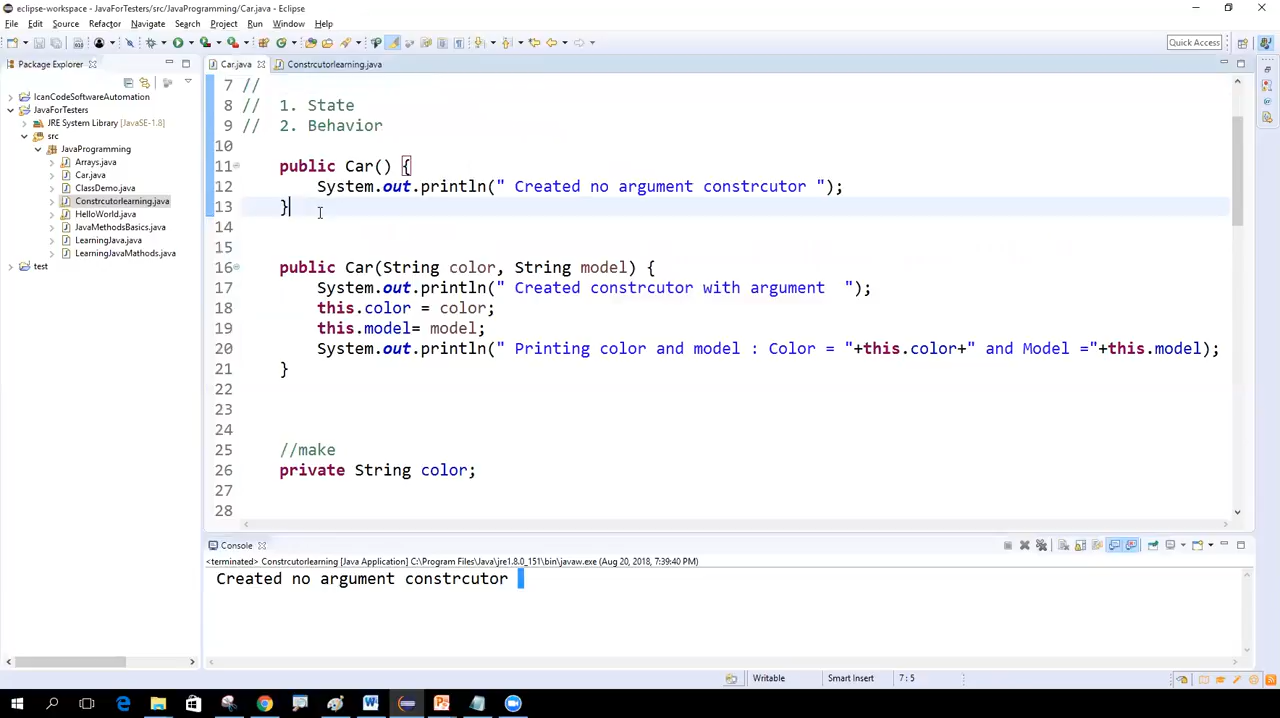 eclipse-workspace - JavaForTesters/src/JavaProgramming/Car.java - Eclipse
File Edit Source Refactor Navigate Search Project Run Window Help
Quick Access
Package Explorer
IcanCodeSoftwareAutomation
JavaForTesters
JRE System Library [JavaSE-1.8]
src
JavaProgramming
Arrays.java
Car.java
ClassDemo.java
Constrcutorlearning.java
HelloWorld.java
JavaMethodsBasics.java
LearningJava.java
LearningJavaMathods.java
test
Car.java Constrcutorlearning.java
7 //
8 // 1. State
9 // 2. Behavior
10
11 public Car() {
12 System.out.println(" Created no argument constrcutor ");
13 }
14
15
16 public Car(String color, String model) {
17 System.out.println(" Created constrcutor with argument  ");
18 this.color = color;
19 this.model= model;
20 System.out.println(" Printing color and model : Color = "+this.color+" and Model ="+this.model);
21 }
22
23
24
25 //make
26 private String color;
27
28
Console
<terminated> Constrcutorlearning [Java Application] C:\Program Files\Java\jre1.8.0_151\bin\javaw.exe (Aug 20, 2018, 7:39:40 PM)
Created no argument constrcutor
Writable Smart Insert 7 : 5